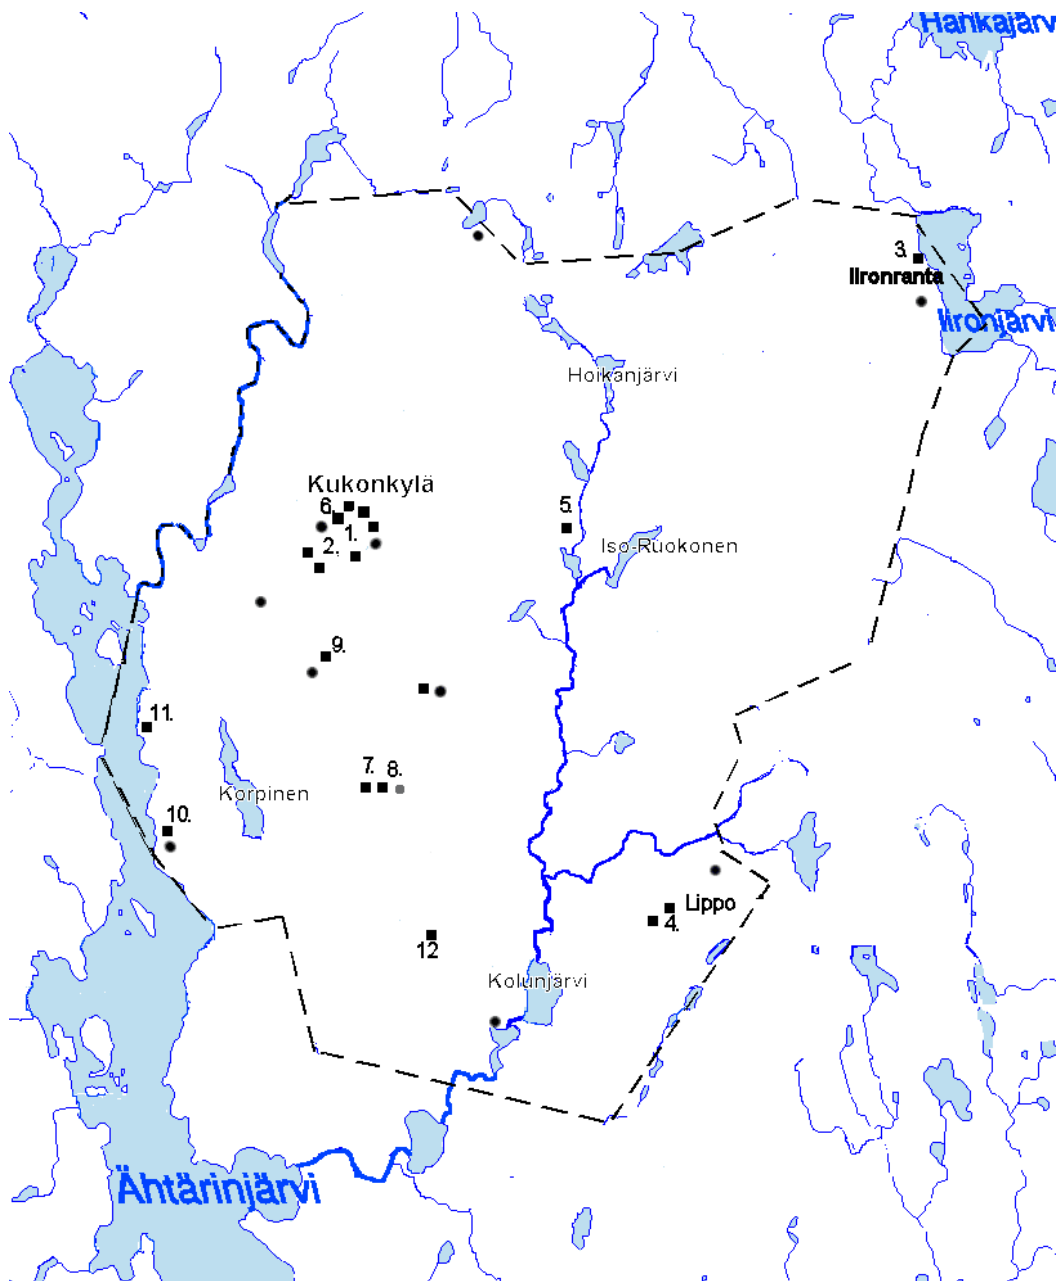 Hankajärv
3.
Iironranta
Iironjärvi
Hoikanjärvi
Kukonkylä
6.
5.
1.
2,
Iso-Ruokonen
9.
11.
7.
8.
Korpinen
10.
Lippo
4.
12
Kolunjärvi
Ähtärinjärvi